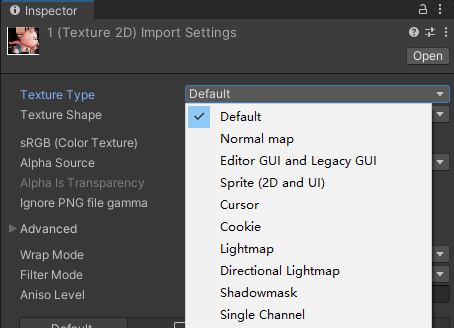 Inspector
1 (Texture 2D) Import Settings
Open
Texture Type
Default
Texture Shape
sRGB (Color Texture)
Alpha Source
Alpha Is Transparency
Ignore PNG file gamma
Advanced
Wrap Mode
Filter Mode
Aniso Level
Default
Default
Normal map
Editor GUI and Legacy GUI
Sprite (2D and UI)
Cursor
Cookie
Lightmap
Directional Lightmap
Shadowmask
Single Channel